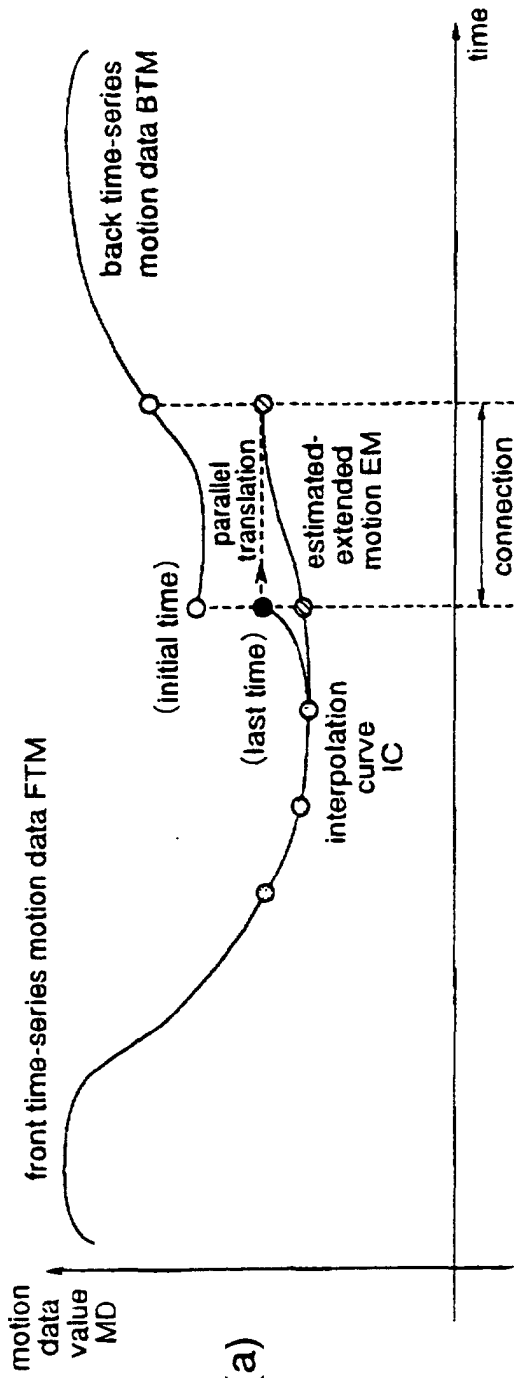 (a)
motion
data
value
MD
front time-series motion data FTM
(initial time)
(last time)
interpolation
curve
IC
parallel
translation
estimated-
extended
motion EM
back time-series
motion data BTM
connection
time